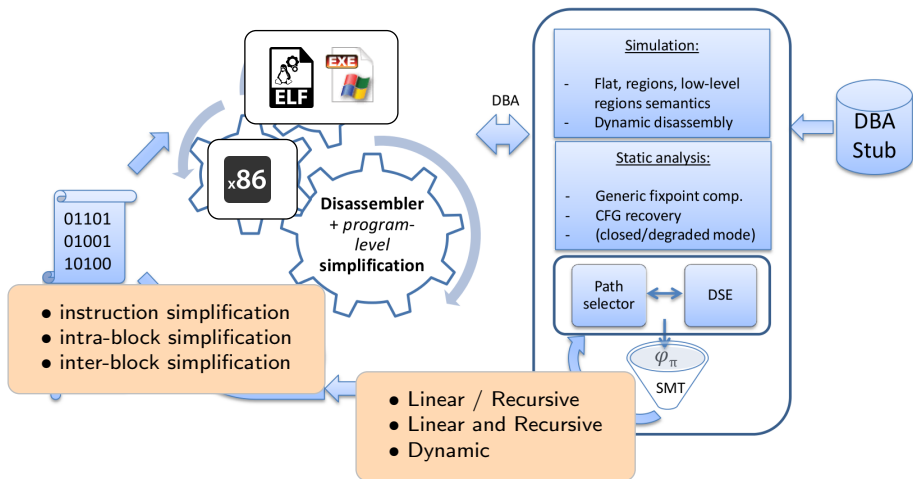 ELF
EXE
x86
01101
01001
10100
Disassembler
+ program-
level
simplification
• instruction simplification
• intra-block simplification
• inter-block simplification
• Linear / Recursive
• Linear and Recursive
• Dynamic
DBA
Simulation:
- Flat, regions, low-level
regions semantics
- Dynamic disassembly
Static analysis:
- Generic fixpoint comp.
- CFG recovery
- (closed/degraded mode)
Path
selector
DSE
φπ
SMT
DBA
Stub